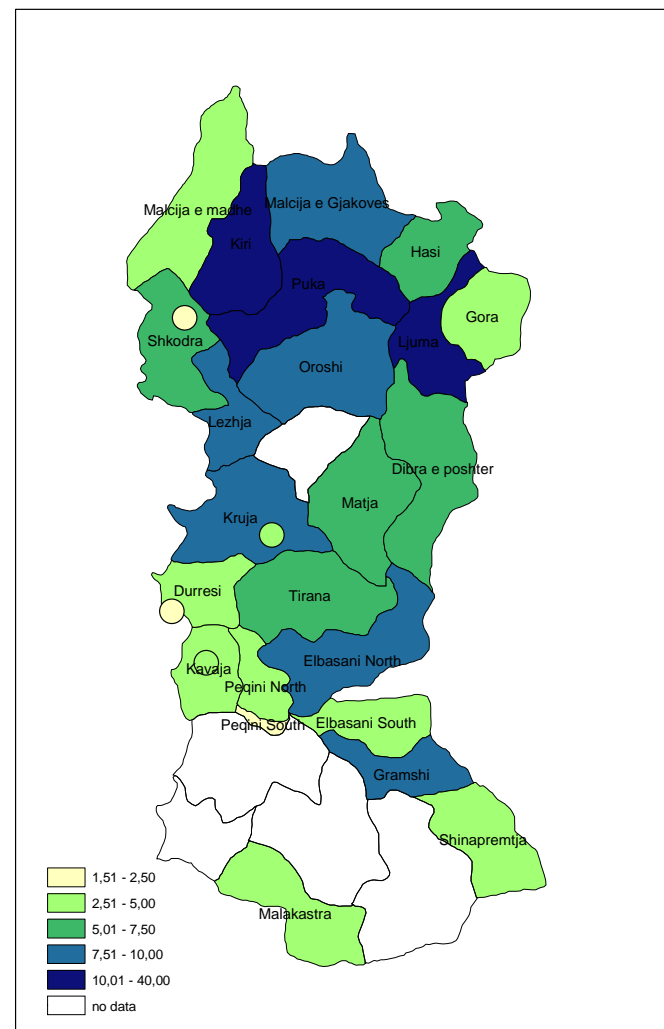 Malcija e madhe
Malcija e Gjakoves
Kiri
Hasi
Puka
Gora
Shkodra
Ljuma
Oroshi
Lezhja
Dibra e poshter
Matja
Kruja
Durresi
Tirana
Elbasani North
Kavaja
Peqini North
Peqini South
Elbasani South
Gramshi
Shinapremtja
Malakastra
1,51 - 2,50
2,51 - 5,00
5,01 - 7,50
7,51 - 10,00
10,01 - 40,00
no data